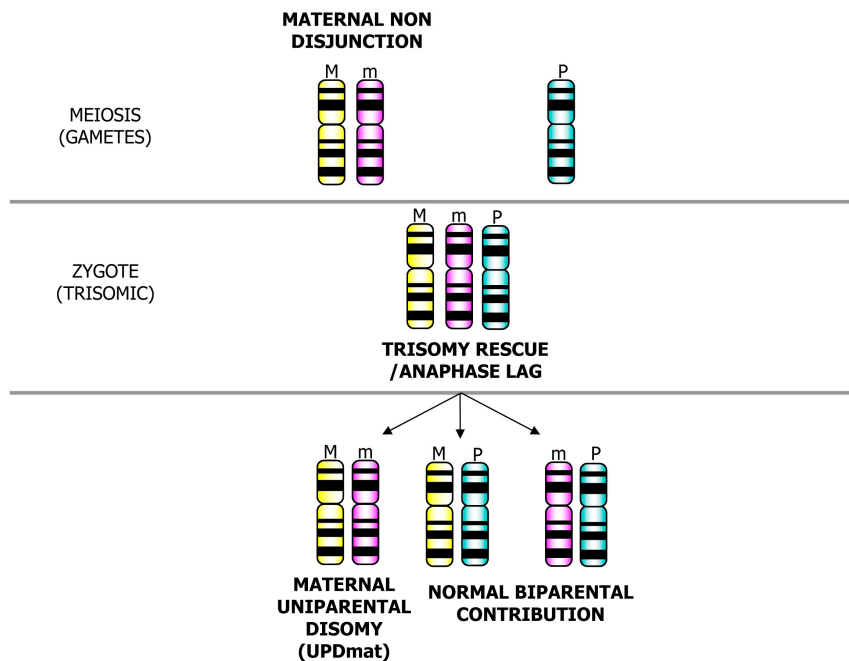 MATERNAL NON
DISJUNCTION
M m P
MEIOSIS
(GAMETES)
M m P
ZYGOTE
(TRISOMIC)
TRISOMY RESCUE
/ANAPHASE LAG
M m M P m P
MATERNAL
UNIPARENTAL
DISOMY
(UPDmat)
NORMAL BIPARENTAL
CONTRIBUTION